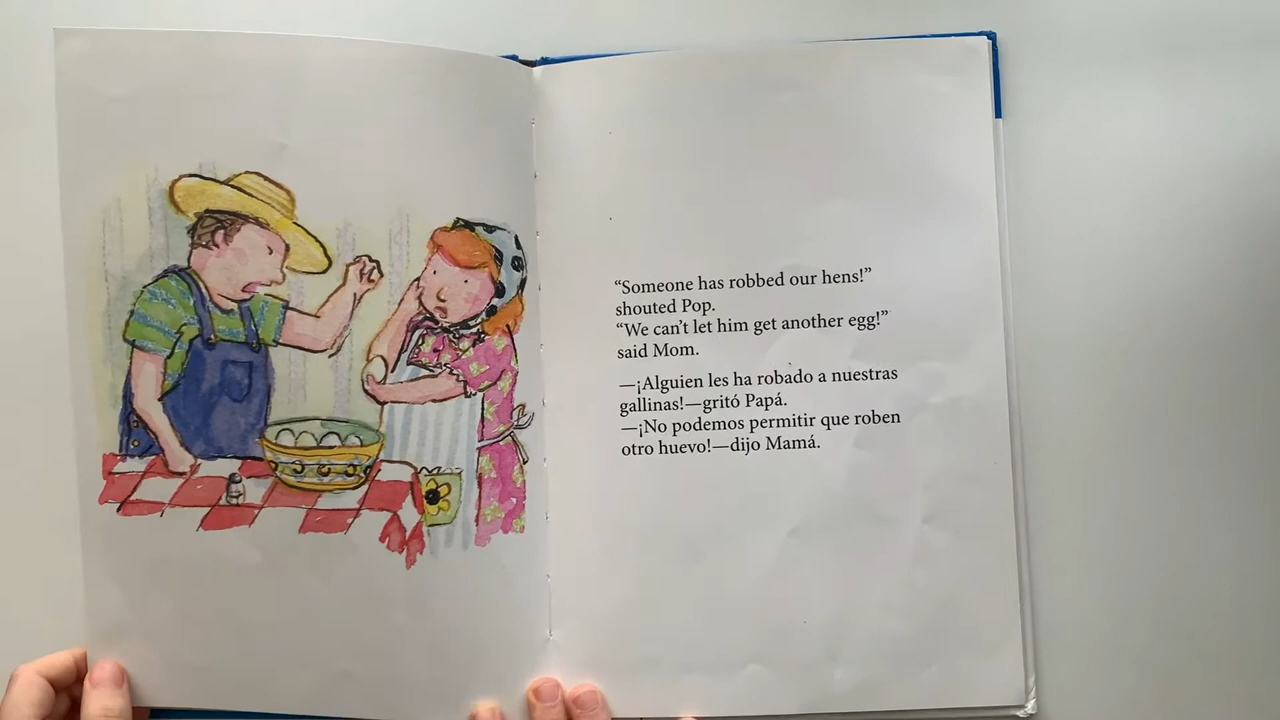 “Someone has robbed our hens!”
shouted Pop.
“We can’t let him get another egg!”
said Mom.
—¡Alguien les ha robado a nuestras
gallinas!—gritó Papá.
—¡No podemos permitir que roben
otro huevo!—dijo Mamá.